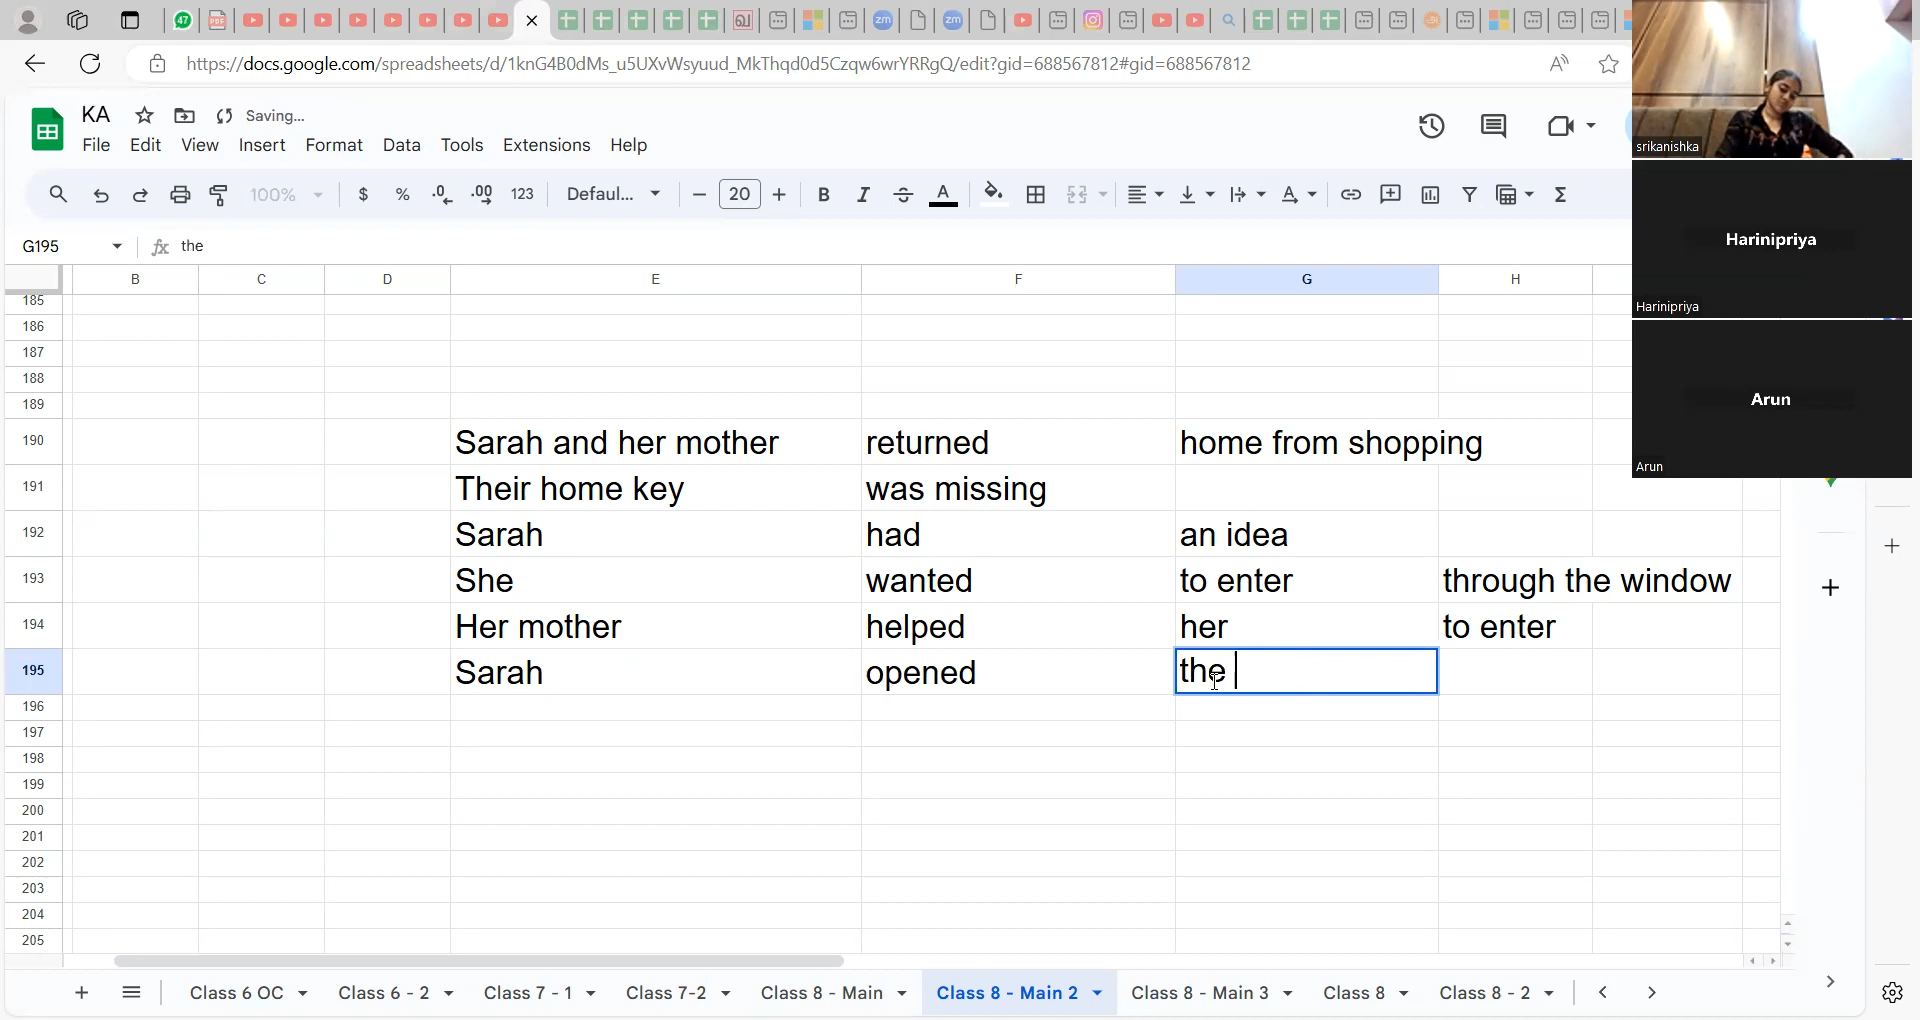 47
https://docs.google.com/spreadsheets/d/1knG4B0dMs_u5UXvWsyuud_MkThqd0d5Czqw6wrYRRgQ/edit?gid=688567812#gid=688567812
KA
Saving...
File Edit View Insert Format Data Tools Extensions Help
100% $ % .0 .00 123 Defaul... 20 B I S A Σ
G195 fx the
B C D E F G H
185
186
187
188
189
190 Sarah and her mother returned home from shopping
191 Their home key was missing
192 Sarah had an idea
193 She wanted to enter through the window
194 Her mother helped her to enter
195 Sarah opened the
196
197
198
199
200
201
202
203
204
205
Class 6 OC Class 6 - 2 Class 7 - 1 Class 7-2 Class 8 - Main Class 8 - Main 2 Class 8 - Main 3 Class 8 Class 8 - 2
srikanishka
Harinipriya
Harinipriya
Arun
Arun